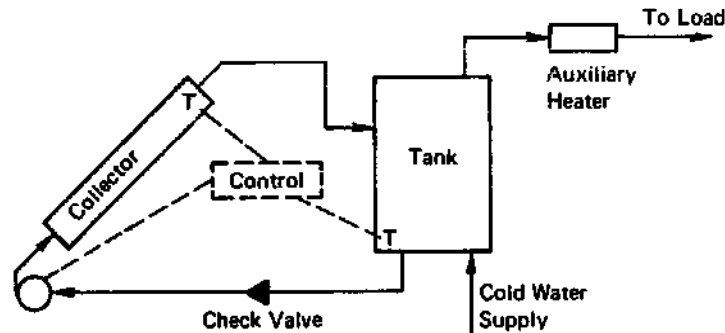 To Load
Auxiliary
Heater
T
Collector
Control
Tank
T
Check Valve
Cold Water
Supply